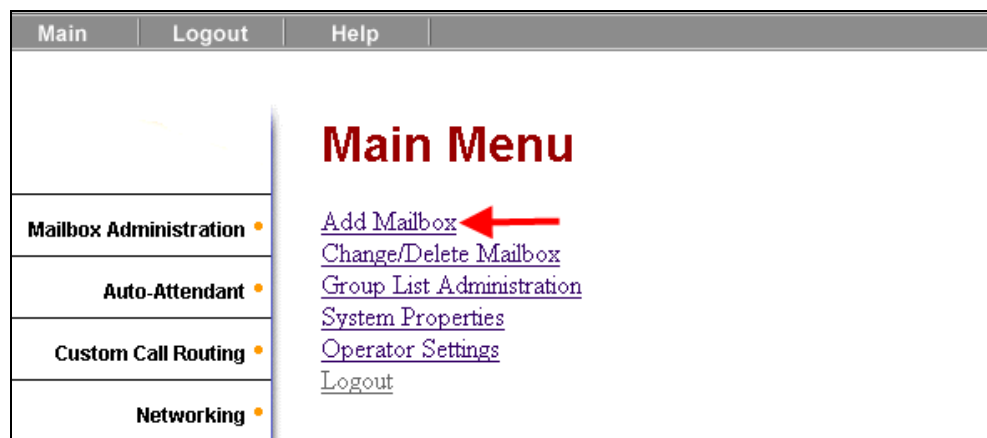 Main Logout Help
Main Menu
Mailbox Administration
Auto-Attendant
Custom Call Routing
Networking
Add Mailbox
Change/Delete Mailbox
Group List Administration
System Properties
Operator Settings
Logout